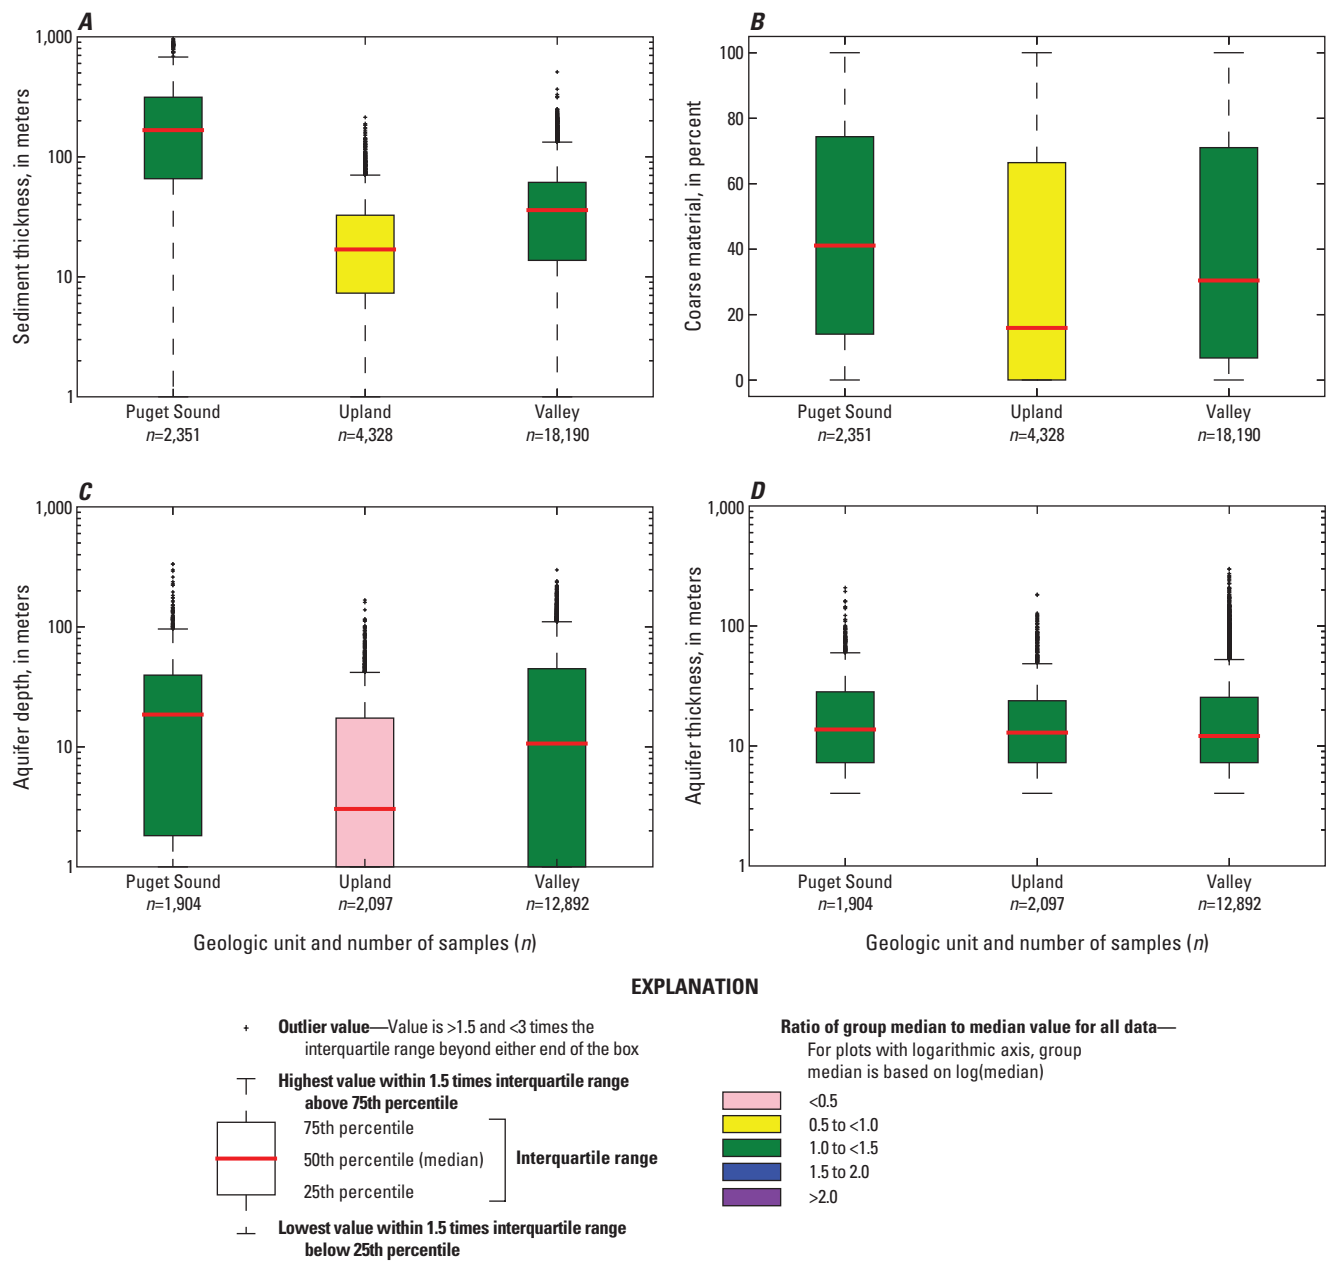 A
1,000
100
10
1
Sediment thickness, in meters
Puget Sound
n=2,351
Upland
n=4,328
Valley
n=18,190
B
100
80
60
40
20
0
Coarse material, in percent
Puget Sound
n=2,351
Upland
n=4,328
Valley
n=18,190
C
1,000
100
10
1
Aquifer depth, in meters
Puget Sound
n=1,904
Upland
n=2,097
Valley
n=12,892
Geologic unit and number of samples (n)
D
1,000
100
10
1
Aquifer thickness, in meters
Puget Sound
n=1,904
Upland
n=2,097
Valley
n=12,892
Geologic unit and number of samples (n)
EXPLANATION
Outlier value—Value is >1.5 and <3 times the
interquartile range beyond either end of the box
Highest value within 1.5 times interquartile range
above 75th percentile
75th percentile
50th percentile (median)
25th percentile
Interquartile range
Lowest value within 1.5 times interquartile range
below 25th percentile
Ratio of group median to median value for all data—
For plots with logarithmic axis, group
median is based on log(median)
<0.5
0.5 to <1.0
1.0 to <1.5
1.5 to 2.0
>2.0